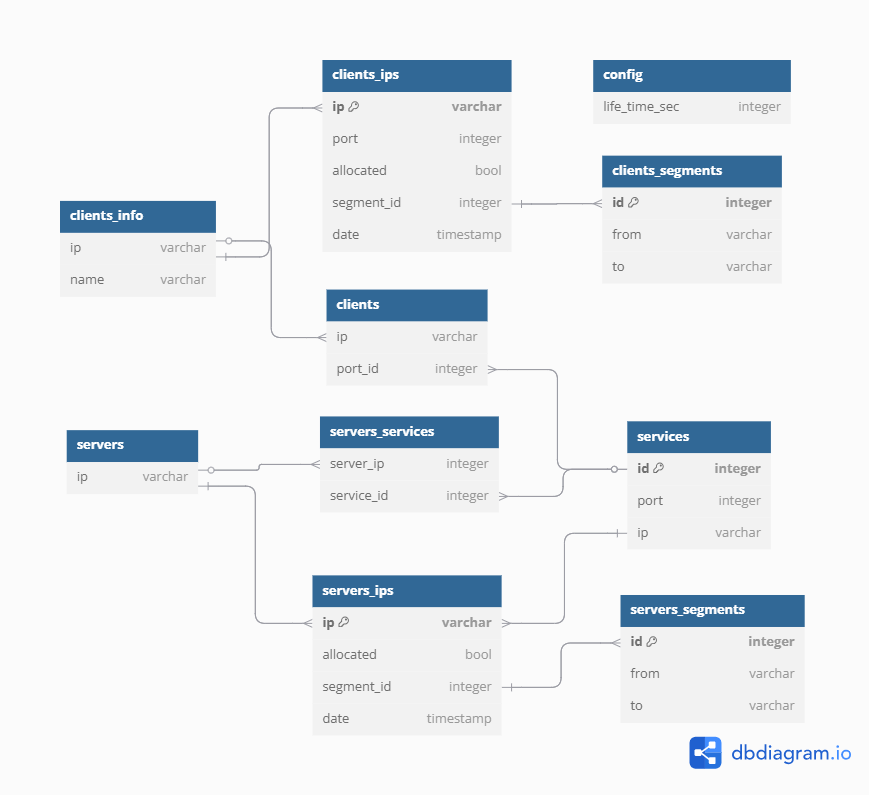 clients_ips
ip varchar
port integer
allocated bool
segment_id integer
date timestamp
config
life_time_sec integer
clients_segments
id integer
from varchar
to varchar
clients_info
ip varchar
name varchar
clients
ip varchar
port_id integer
servers
ip varchar
servers_services
server_ip integer
service_id integer
services
id integer
port integer
ip varchar
servers_ips
ip varchar
allocated bool
segment_id integer
date timestamp
servers_segments
id integer
from varchar
to varchar
dbdiagram.io